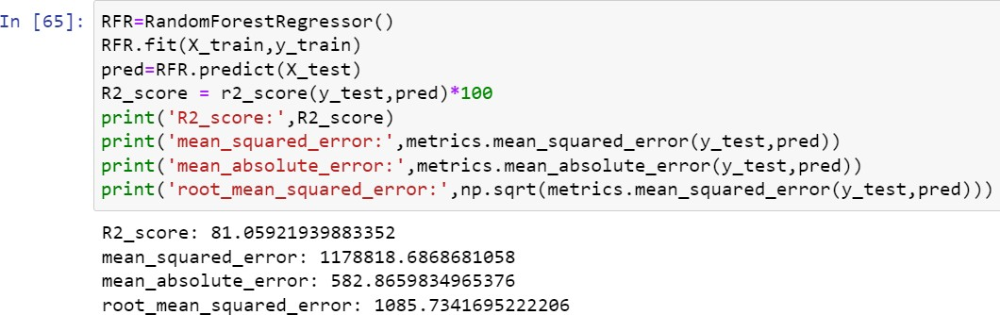 In [65]: RFR=RandomForestRegressor()
RFR.fit(X_train,y_train)
pred=RFR.predict(X_test)
R2_score = r2_score(y_test,pred)*100
print('R2_score:',R2_score)
print('mean_squared_error:',metrics.mean_squared_error(y_test,pred))
print('mean_absolute_error:',metrics.mean_absolute_error(y_test,pred))
print('root_mean_squared_error:',np.sqrt(metrics.mean_squared_error(y_test,pred)))
R2_score: 81.05921939883352
mean_squared_error: 1178818.6868681058
mean_absolute_error: 582.8659834965376
root_mean_squared_error: 1085.7341695222206